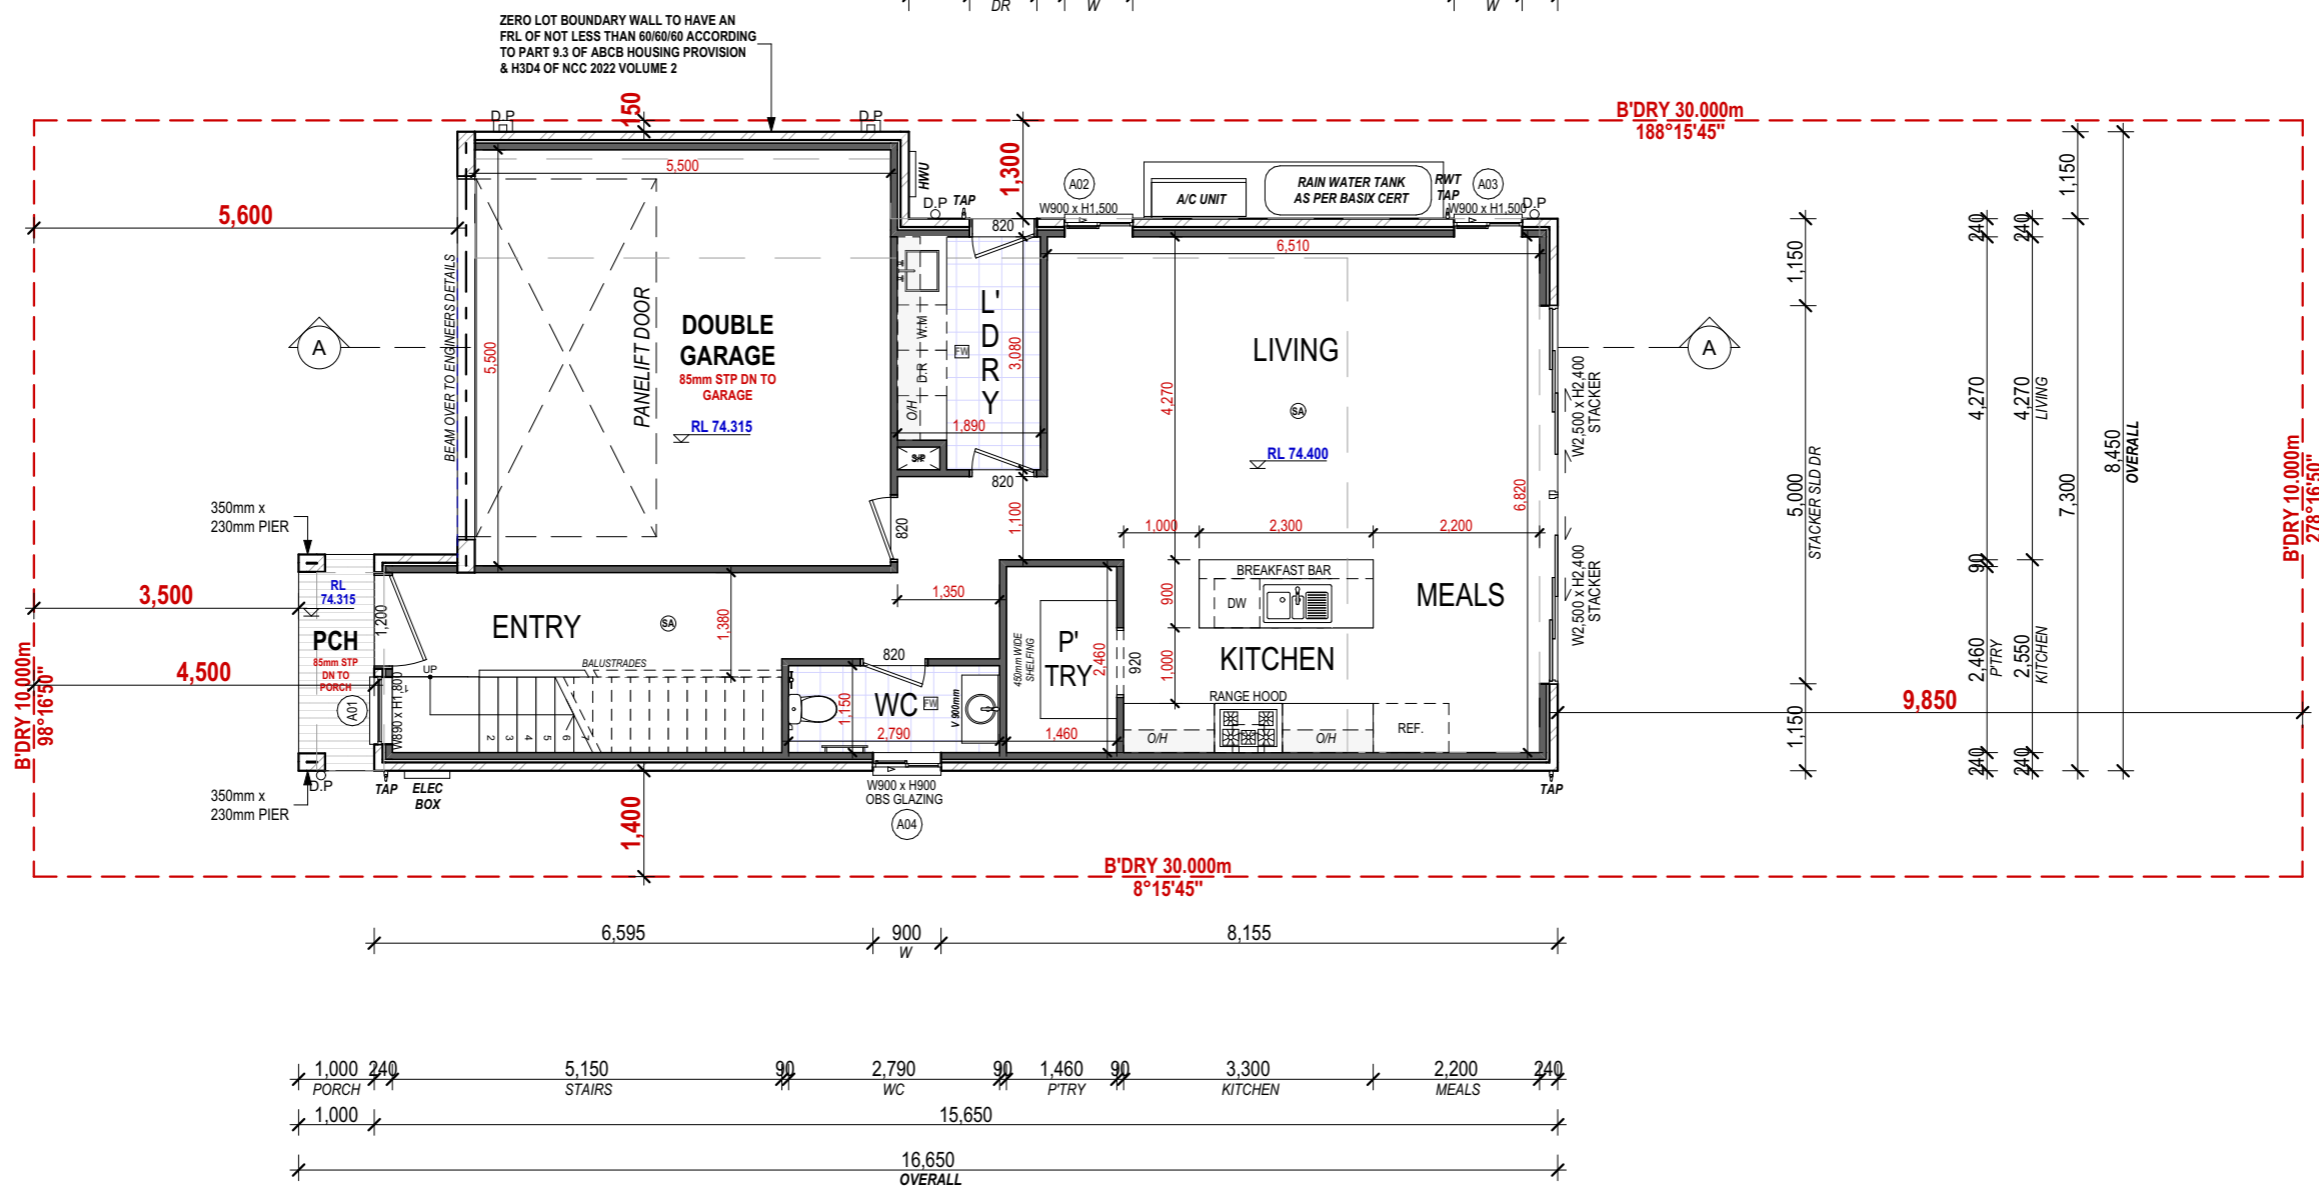 DR
W
W
ZERO LOT BOUNDARY WALL TO HAVE AN
FRL OF NOT LESS THAN 60/60/60 ACCORDING
TO PART 9.3 OF ABCB HOUSING PROVISION
& H3D4 OF NCC 2022 VOLUME 2
150
D.P
D.P
B'DRY 30.000m
188°15'45"
1,300
5,500
HWU
TAP
D.P
A02
W900 x H1,500
A/C UNIT
RAIN WATER TANK
AS PER BASIX CERT
RWT
TAP
A03
W900 x H1,500
D.P
1,150
5,600
820
6,510
240
240
1,150
BEAM OVER TO ENGINEERS DETAILS
PANELIFT DOOR
5,500
DOUBLE
GARAGE
85mm STP DN TO
GARAGE
RL 74.315
A
L'
D
R
Y
W.M
D.R
O/H
FW
3,080
1,890
S/P
820
LIVING
SA
RL 74.400
4,270
6,820
A
W2,500 x H2,400
STACKER
W2,500 x H2,400
STACKER
5,000
STACKER SLD DR
4,270
4,270
LIVING
7,300
8,450
OVERALL
B'DRY 10.000m
278°16'50"
350mm x
230mm PIER
820
1,100
1,000
2,300
2,200
90
3,500
RL
74.315
PCH
85mm STP
DN TO
PORCH
1,200
ENTRY
SA
1,380
1,350
BREAKFAST BAR
DW
900
MEALS
4,500
B'DRY 10.000m
98°16'50"
A01
W890 x H1,800
UP
BALUSTRADES
2
3
4
5
6
7
820
WC
FW
1,150
2,790
V 900mm
450mm WIDE
SHELFING
P'
TRY
2,460
920
1,460
KITCHEN
1,000
RANGE HOOD
O/H
O/H
REF.
2,460
P'TRY
2,550
KITCHEN
1,150
9,850
240
240
350mm x
230mm PIER
D.P
TAP
ELEC
BOX
W900 x H900
OBS GLAZING
A04
TAP
1,400
B'DRY 30.000m
8°15'45"
6,595
900
W
8,155
1,000
240
5,150
90
2,790
90
1,460
90
3,300
2,200
240
PORCH
STAIRS
WC
P'TRY
KITCHEN
MEALS
1,000
15,650
16,650
OVERALL